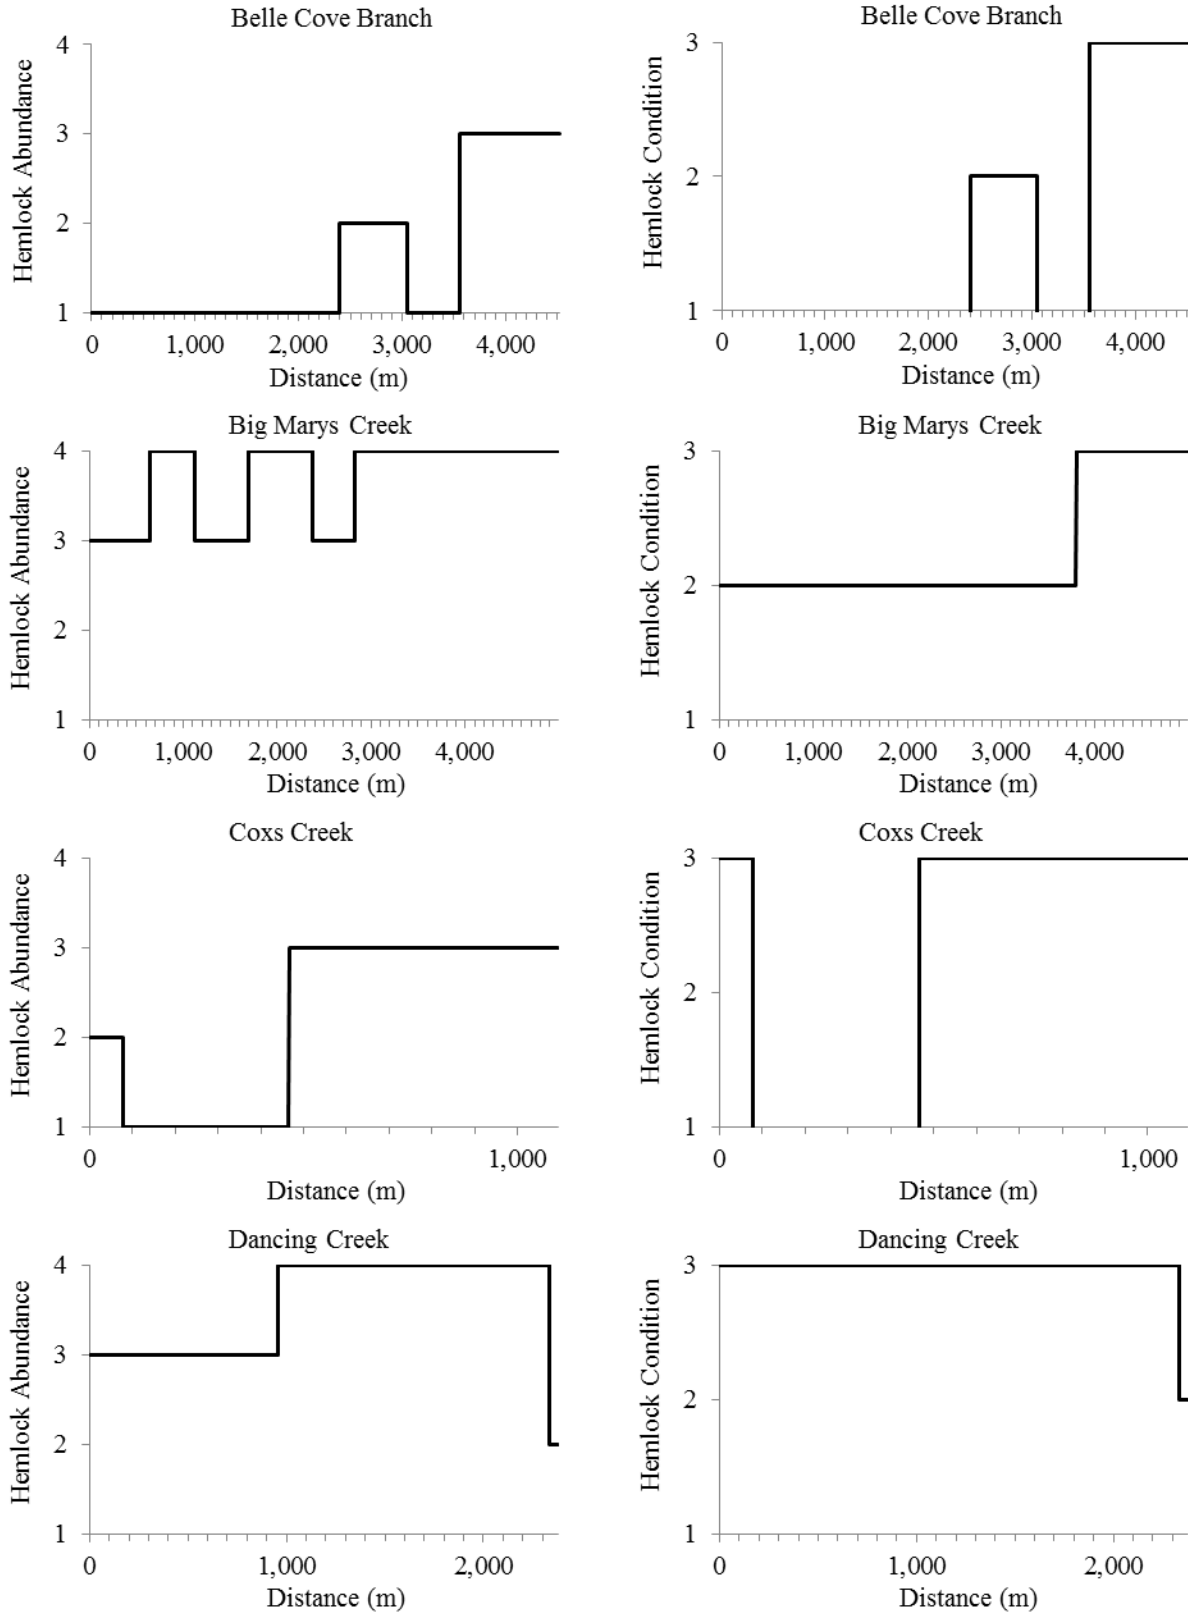 Belle Cove Branch
Hemlock Abundance
4
3
2
1
0 1,000 2,000 3,000 4,000
Distance (m)
Belle Cove Branch
Hemlock Condition
3
2
1
0 1,000 2,000 3,000 4,000
Distance (m)
Big Marys Creek
Hemlock Abundance
4
3
2
1
0 1,000 2,000 3,000 4,000
Distance (m)
Big Marys Creek
Hemlock Condition
3
2
1
0 1,000 2,000 3,000 4,000
Distance (m)
Coxs Creek
Hemlock Abundance
4
3
2
1
0 1,000
Distance (m)
Coxs Creek
Hemlock Condition
3
2
1
0 1,000
Distance (m)
Dancing Creek
Hemlock Abundance
4
3
2
1
0 1,000 2,000
Distance (m)
Dancing Creek
Hemlock Condition
3
2
1
0 1,000 2,000
Distance (m)